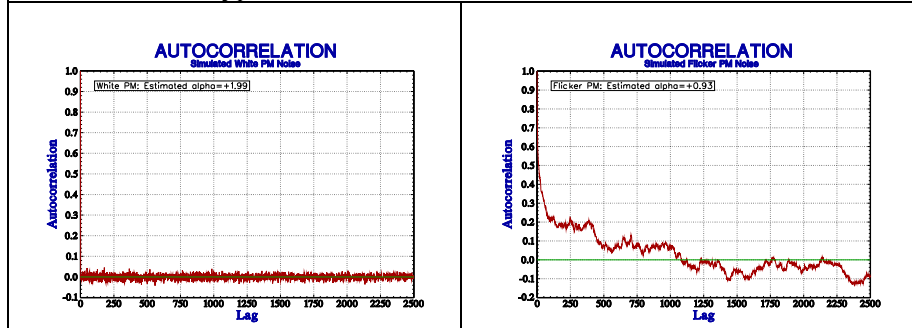 AUTOCORRELATION
Simulated White PM Noise
White PM: Estimated alpha=+1.99
1.0
0.9
0.8
0.7
0.6
0.5
0.4
0.3
0.2
0.1
0.0
-0.1
Autocorrelation
0 250 500 750 1000 1250 1500 1750 2000 2250 2500
Lag
AUTOCORRELATION
Simulated Flicker PM Noise
Flicker PM: Estimated alpha=+0.93
1.0
0.9
0.8
0.7
0.6
0.5
0.4
0.3
0.2
0.1
0.0
-0.1
-0.2
Autocorrelation
0 250 500 750 1000 1250 1500 1750 2000 2250 2500
Lag